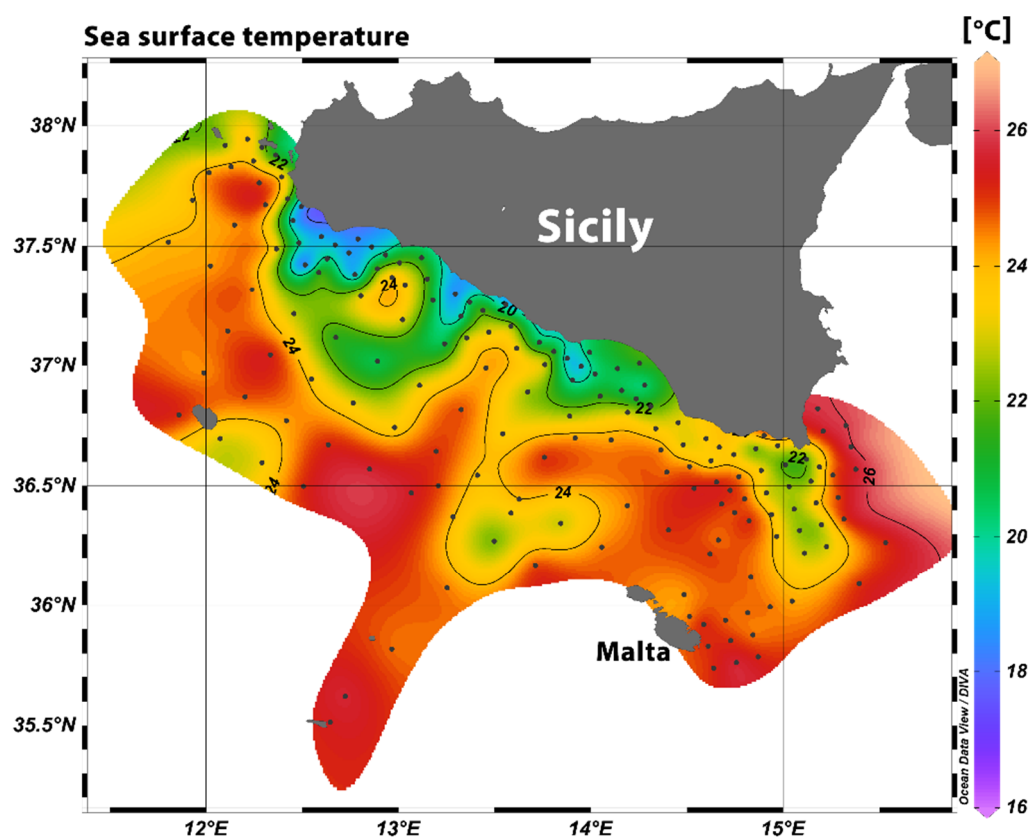 [°C]
Sea surface temperature
38°N
37.5°N
37°N
36.5°N
36°N
35.5°N
12°E
13°E
14°E
15°E
Sicily
Malta
22
22
24
24
20
22
24
24
22
26
26
24
22
20
18
16
Ocean Data View / DIVA